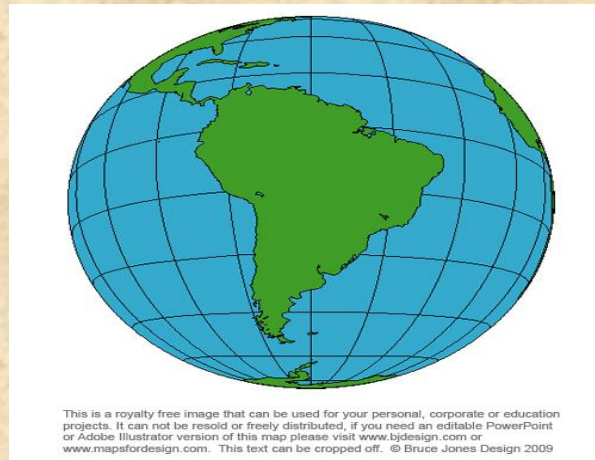 This is a royalty free image that can be used for your personal, corporate or education
projects. It can not be resold or freely distributed, if you need an editable PowerPoint
or Adobe Illustrator version of this map please visit www.bjdesign.com or
www.mapsfordesign.com.  This text can be cropped off.  © Bruce Jones Design 2009